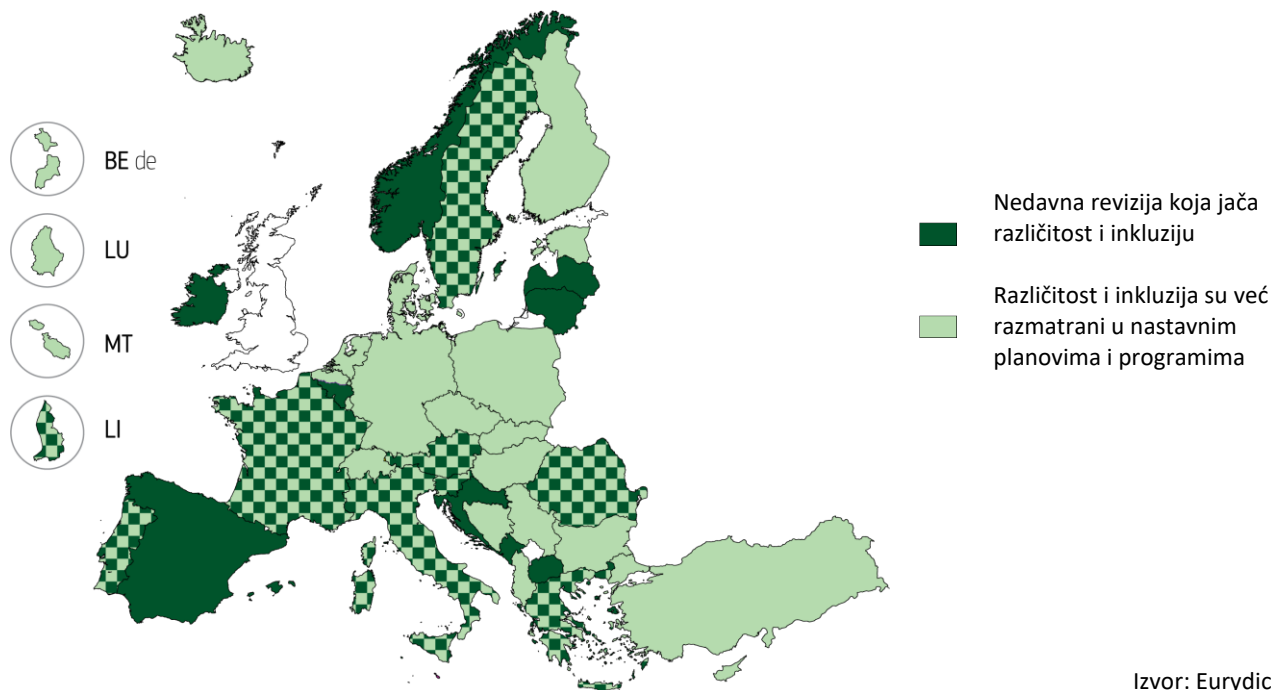 BE de
LU
MT
LI
Nedavna revizija koja jača
različitost i inkluziju
Različitost i inkluzija su već
razmatrani u nastavnim
planovima i programima
Izvor: Eurydic